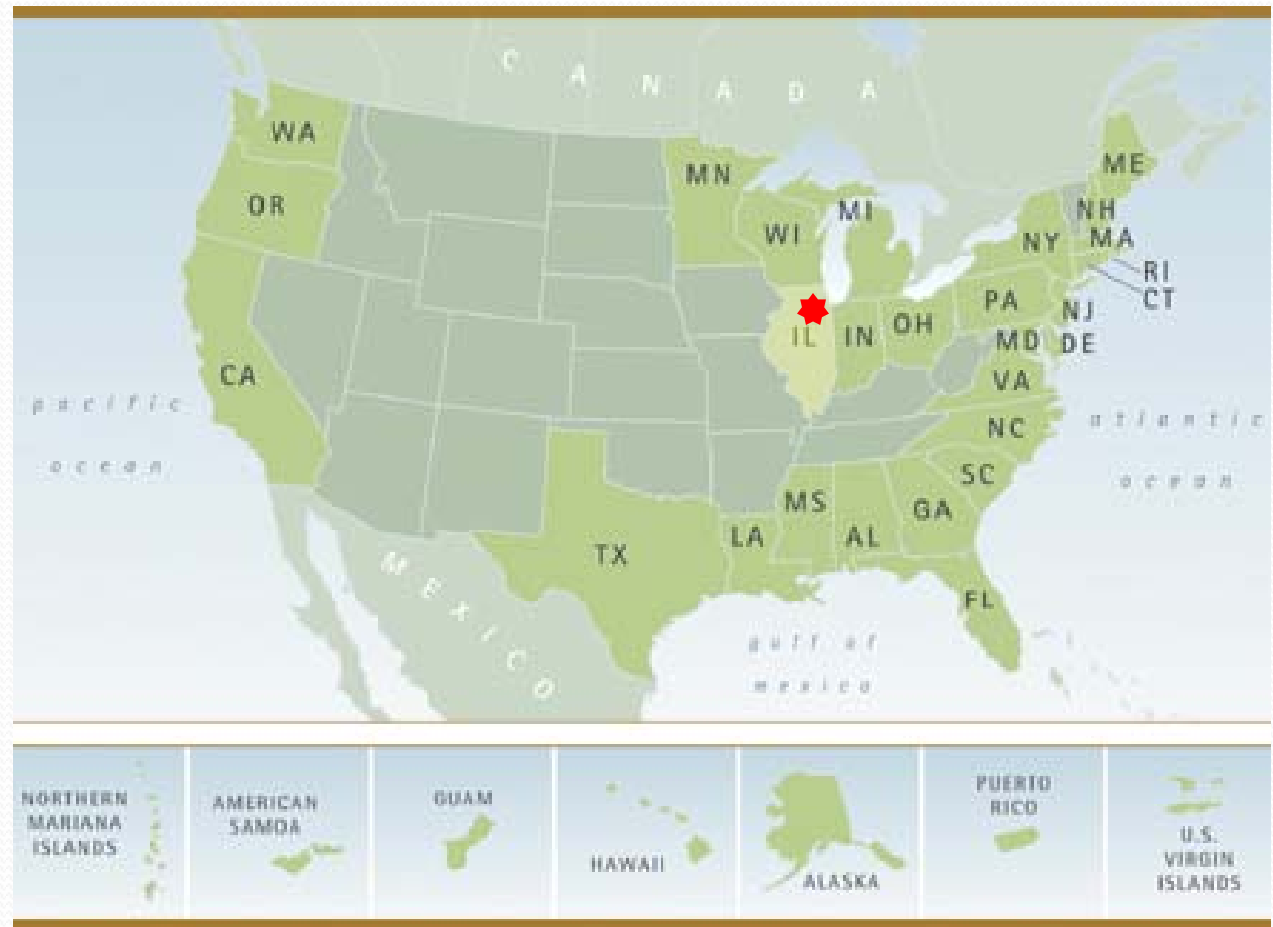 CANADA
WA
MN
ME
OR
MI
NH
WI
NY
MA
RI
CT
PA
NJ
OH
IL
IN
MD
DE
CA
VA
pacific
ocean
NC
atlantic
ocean
SC
MS
GA
LA
AL
TX
MEXICO
FL
gulf of
mexico
NORTHERN
MARIANA
ISLANDS
AMERICAN
SAMOA
GUAM
HAWAII
ALASKA
PUERTO
RICO
U.S.
VIRGIN
ISLANDS